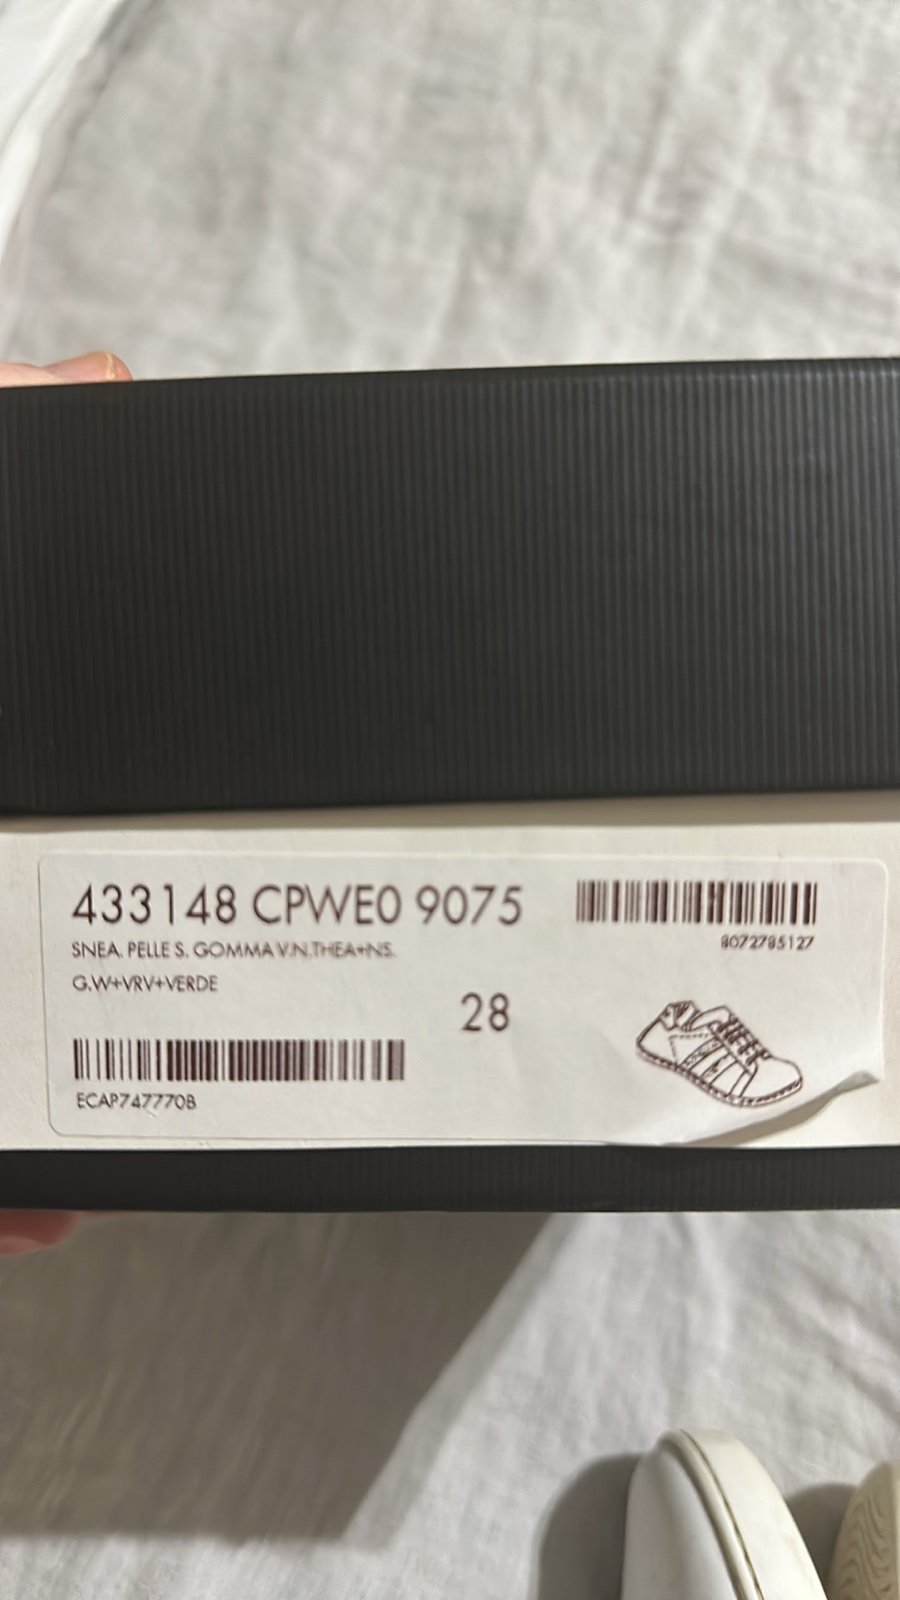 433148 CPWE0 9075
8072785127
SNEA. PELLE S. GOMMA V.N.THEA+NS.
G.W+VRV+VERDE
28
ECAP747770B